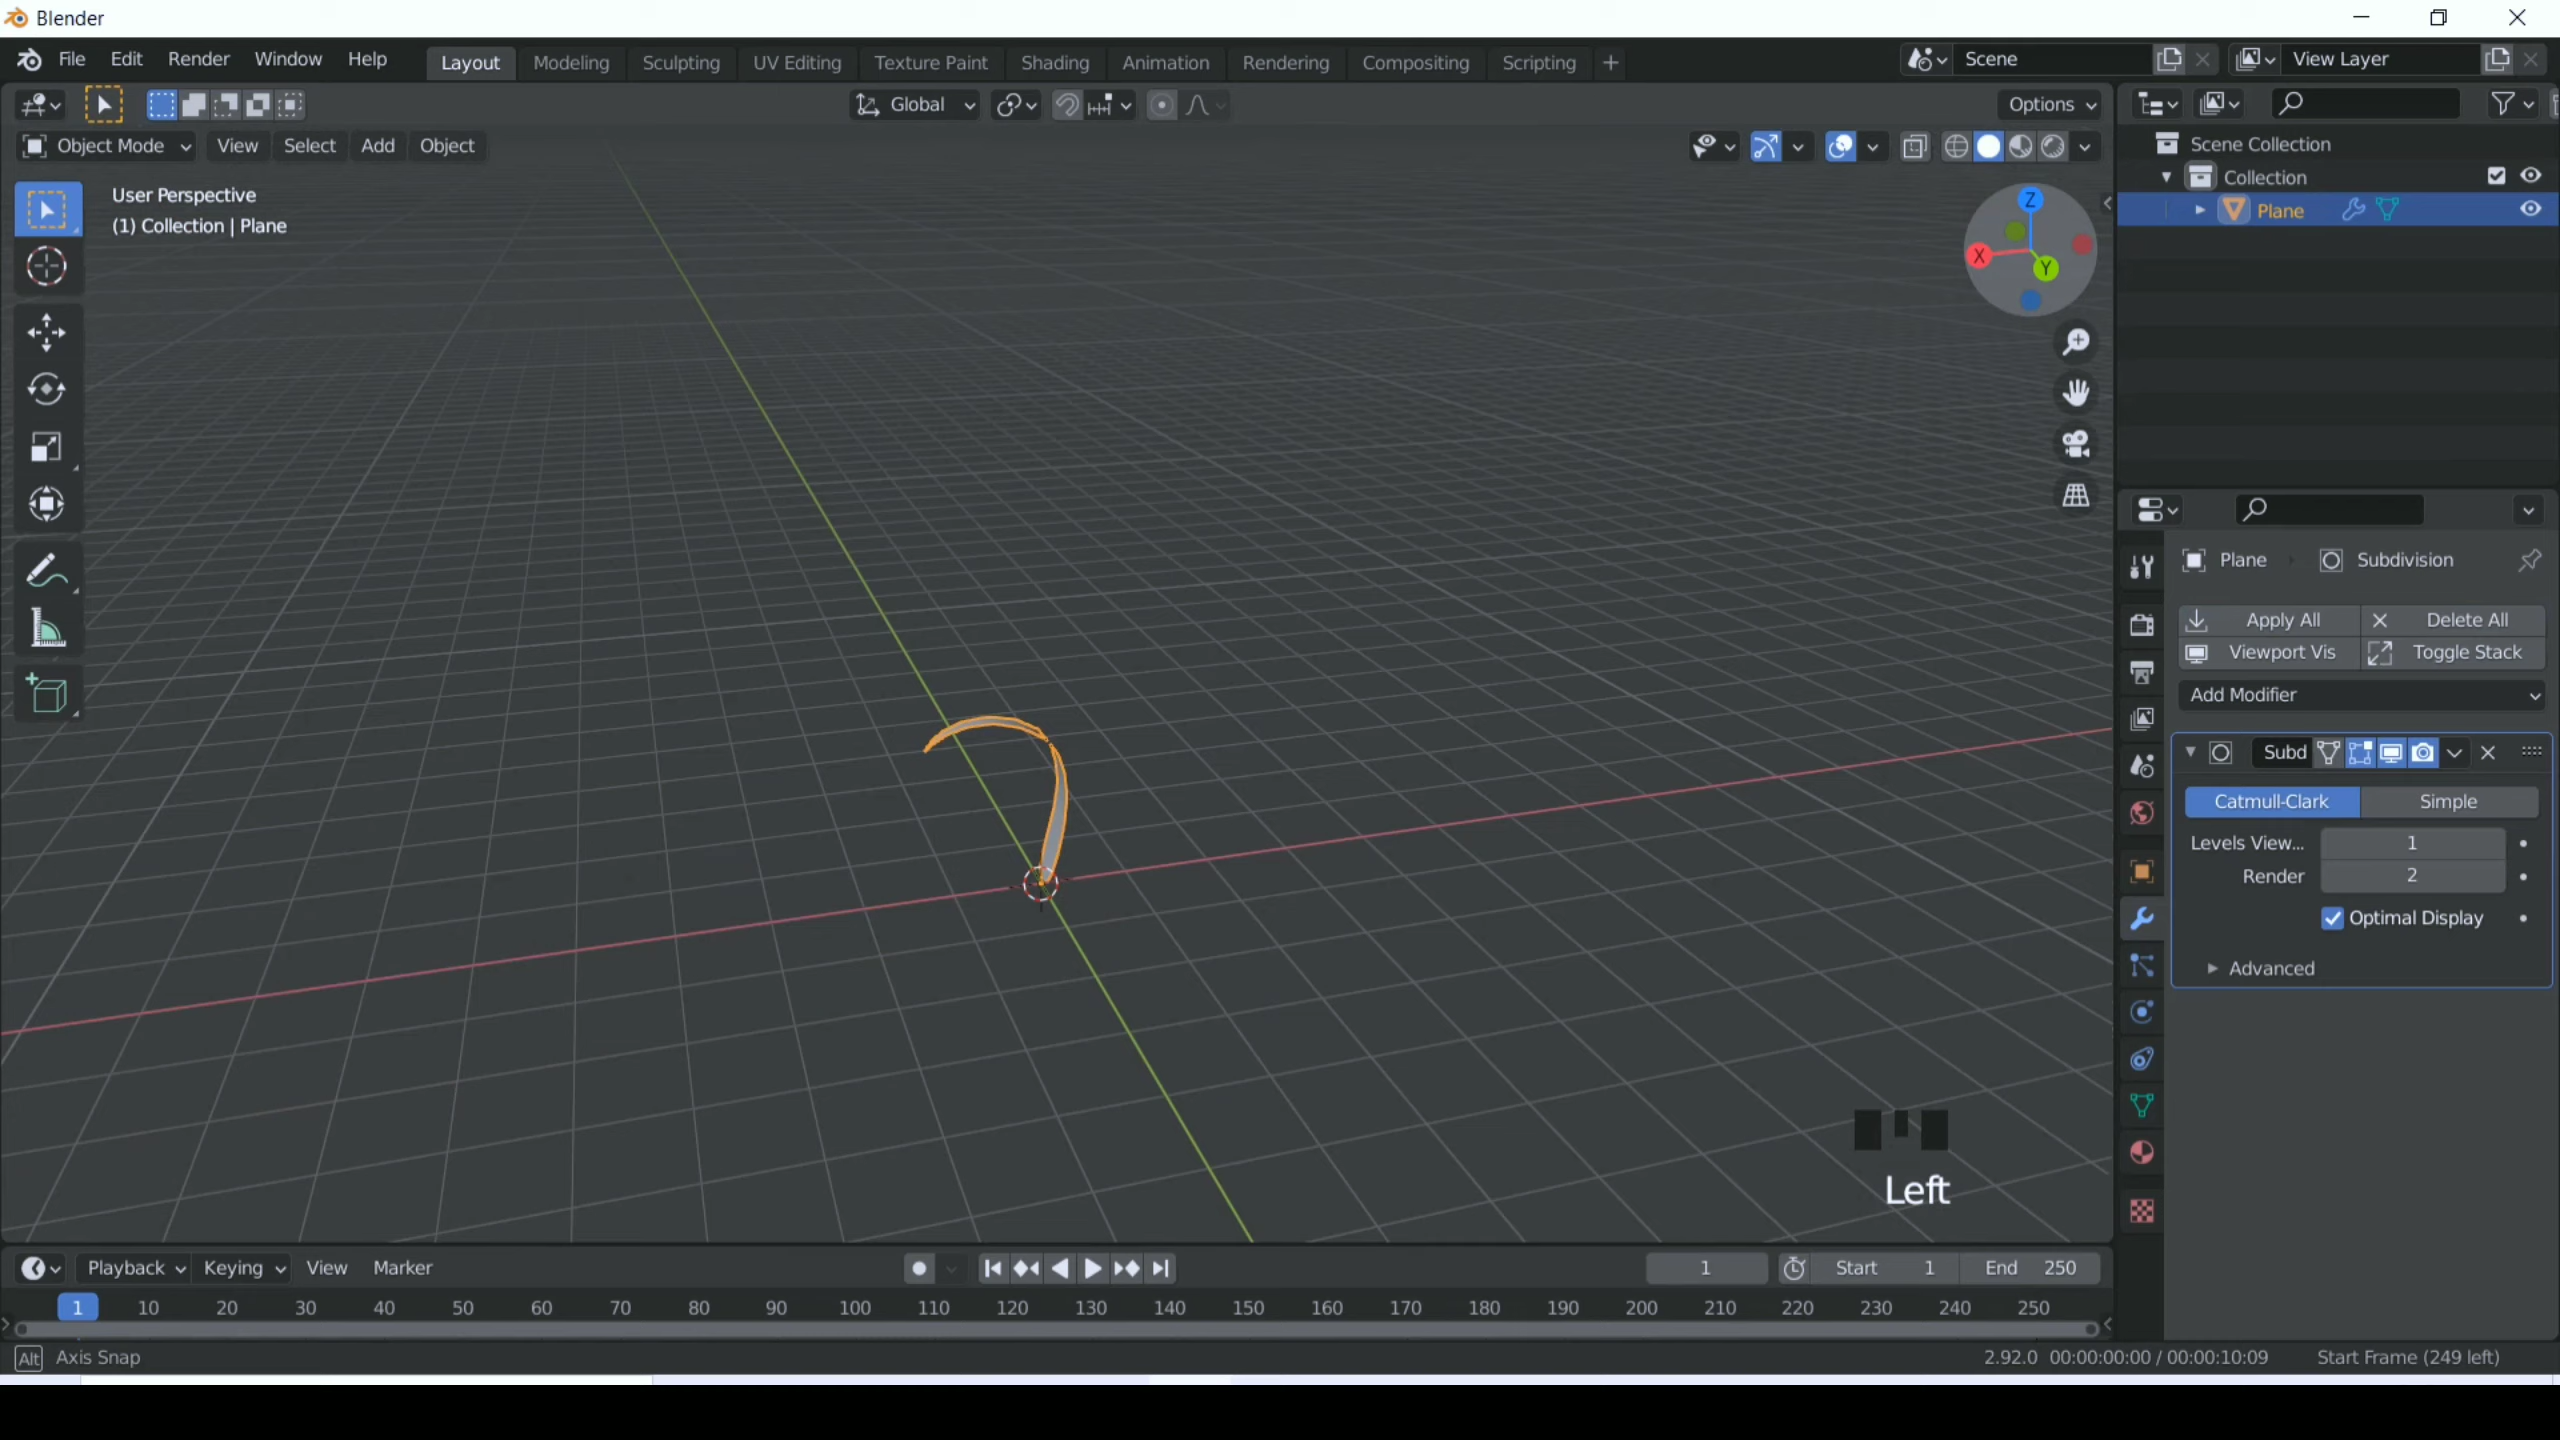 Blender
File Edit Render Window Help Layout Modeling Sculpting UV Editing Texture Paint Shading Animation Rendering Compositing Scripting + Scene View Layer
Global Options
Object Mode View Select Add Object
Scene Collection
Collection
Plane
User Perspective
(1) Collection | Plane
Z
X
Y
Plane Subdivision
Apply All Delete All
Viewport Vis Toggle Stack
Add Modifier
Subd
Catmull-Clark Simple
Levels View... 1
Render 2
Optimal Display
Advanced
Left
Playback Keying View Marker 1 Start 1 End 250
1 10 20 30 40 50 60 70 80 90 100 110 120 130 140 150 160 170 180 190 200 210 220 230 240 250
Alt Axis Snap 2.92.0 00:00:00:00 / 00:00:10:09 Start Frame (249 left)